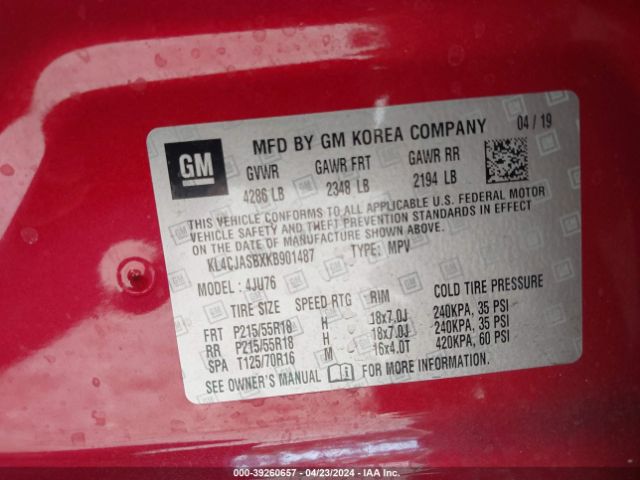 GM
MFD BY GM KOREA COMPANY 04 / 19
GVWR GAWR FRT GAWR RR
4286 LB 2348 LB 2194 LB
THIS VEHICLE CONFORMS TO ALL APPLICABLE U.S. FEDERAL MOTOR
VEHICLE SAFETY AND THEFT PREVENTION STANDARDS IN EFFECT
ON THE DATE OF MANUFACTURE SHOWN ABOVE.
KL4CJASBXKB901487 TYPE: MPV
MODEL : 4JU76
SPEED RTG RIM COLD TIRE PRESSURE
FRT P215/55R18 H 18x7.0J 240KPA, 35 PSI
RR P215/55R18 H 18x7.0J 240KPA, 35 PSI
SPA T125/70R16 M 16x4.0T 420KPA, 60 PSI
SEE OWNER'S MANUAL FOR MORE INFORMATION.
000-39260657 - 04/23/2024 - IAA Inc.